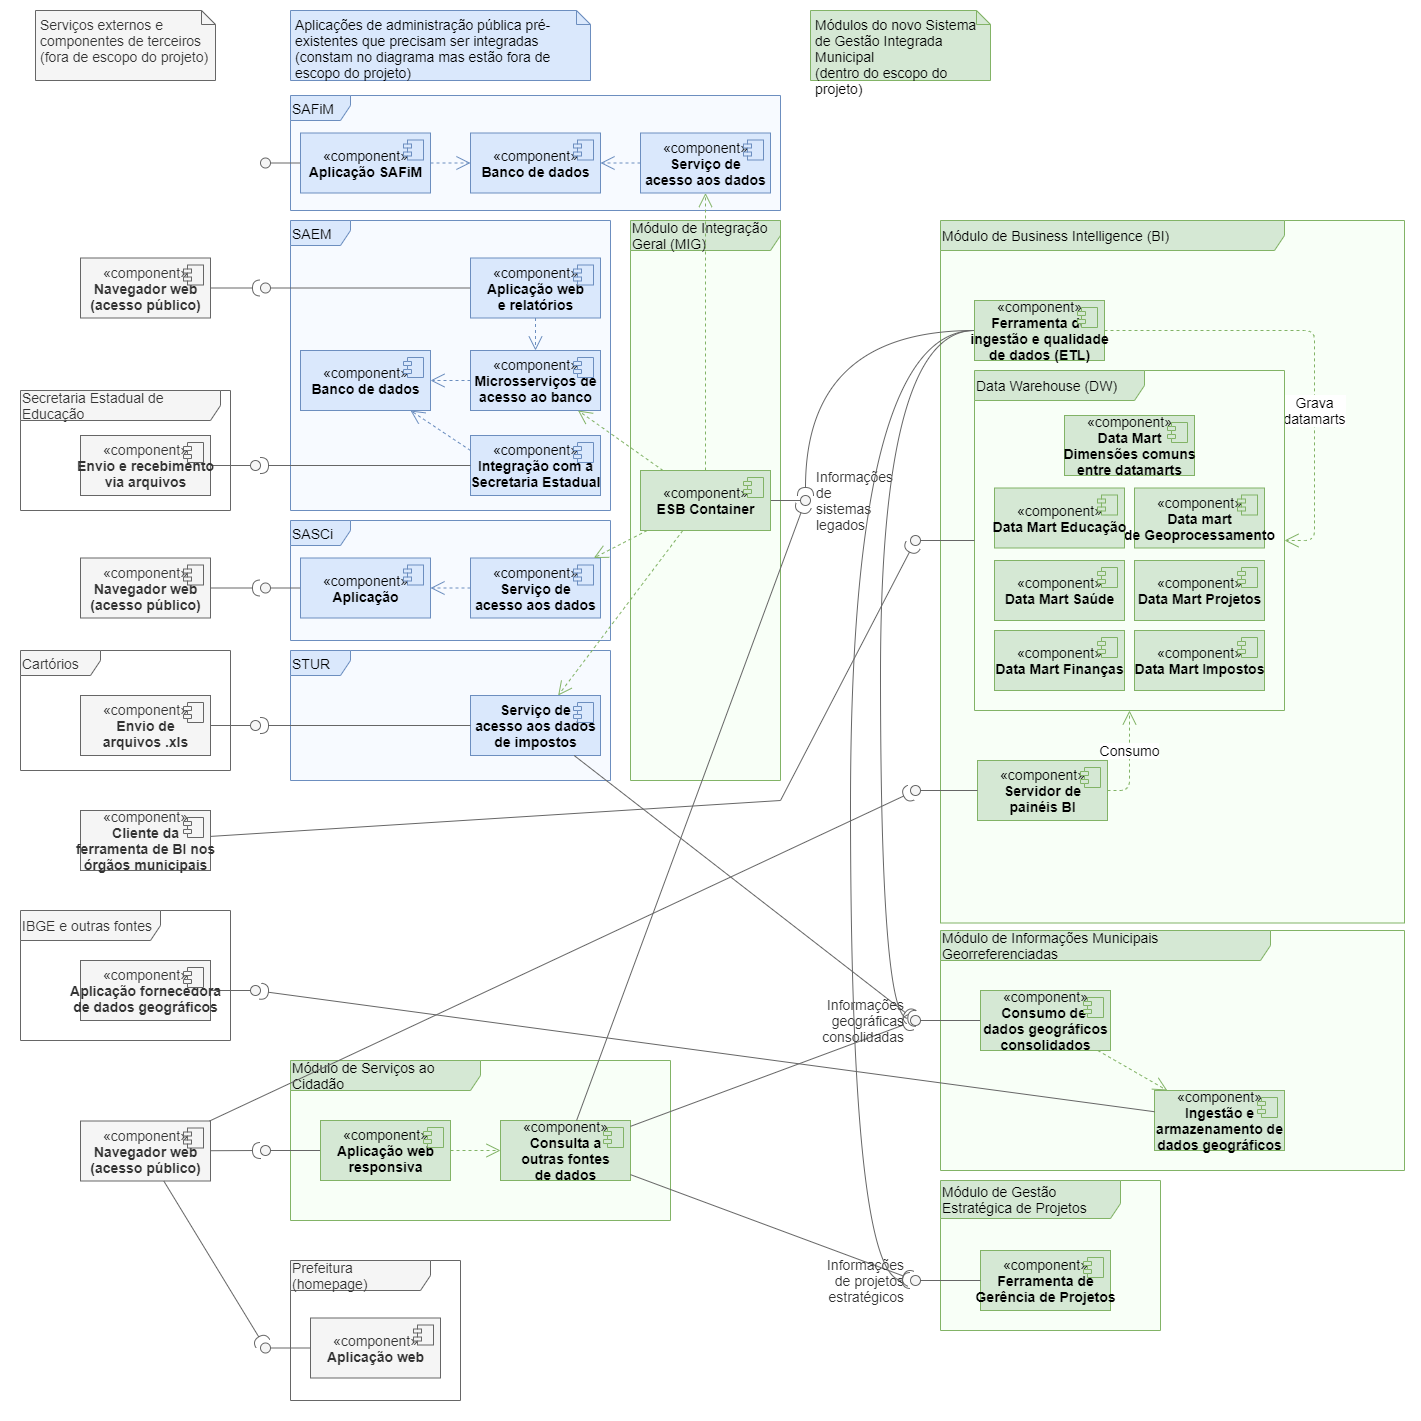 Serviços externos e
componentes de terceiros
(fora de escopo do projeto)
Aplicações de administração pública pré-
existentes que precisam ser integradas
(constam no diagrama mas estão fora de
escopo do projeto)
Módulos do novo Sistema
de Gestão Integrada
Municipal
(dentro do escopo do
projeto)
SAFiM
«component»
Aplicação SAFiM
«component»
Banco de dados
«component»
Serviço de
acesso aos dados
SAEM
Módulo de Integração
Geral (MIG)
Módulo de Business Intelligence (BI)
«component»
Navegador web
(acesso público)
«component»
Aplicação web
e relatórios
«component»
Ferramenta d
ingestão e qualidade
de dados (ETL)
«component»
Banco de dados
«component»
Microsserviços de
acesso ao banco
Data Warehouse (DW)
Grava
datamarts
Secretaria Estadual de
Educação
«component»
Envio e recebimento
via arquivos
«component»
Integração com a
Secretaria Estadual
«component»
Data Mart
Dimensões comuns
entre datamarts
«component»
ESB Container
Informações
de
sistemas
legados
«component»
Data Mart Educação
«component»
Data mart
de Geoprocessamento
SASCi
«component»
Navegador web
(acesso público)
«component»
Aplicação
«component»
Serviço de
acesso aos dados
«component»
Data Mart Saúde
«component»
Data Mart Projetos
Cartórios
STUR
«component»
Data Mart Finanças
«component»
Data Mart Impostos
«component»
Envio de
arquivos .xls
Serviço de
acesso aos dados
de impostos
Consumo
«component»
Servidor de
painéis BI
«component»
Cliente da
ferramenta de BI nos
órgãos municipais
IBGE e outras fontes
Módulo de Informações Municipais
Georreferenciadas
«component»
Aplicação fornecedora
de dados geográficos
Informações
geográficas
consolidadas
«component»
Consumo de
dados geográficos
consolidados
Módulo de Serviços ao
Cidadão
«component»
Ingestão e
armazenamento de
dados geográficos
«component»
Navegador web
(acesso público)
«component»
Aplicação web
responsiva
«component»
Consulta a
outras fontes
de dados
Módulo de Gestão
Estratégica de Projetos
Informações
de projetos
estratégicos
«component»
Ferramenta de
Gerência de Projetos
Prefeitura
(homepage)
«component»
Aplicação web